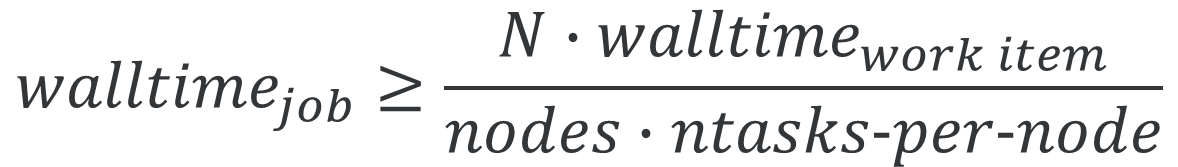 walltime_job ≥ (N · walltime_work item) / (nodes · ntasks-per-node)